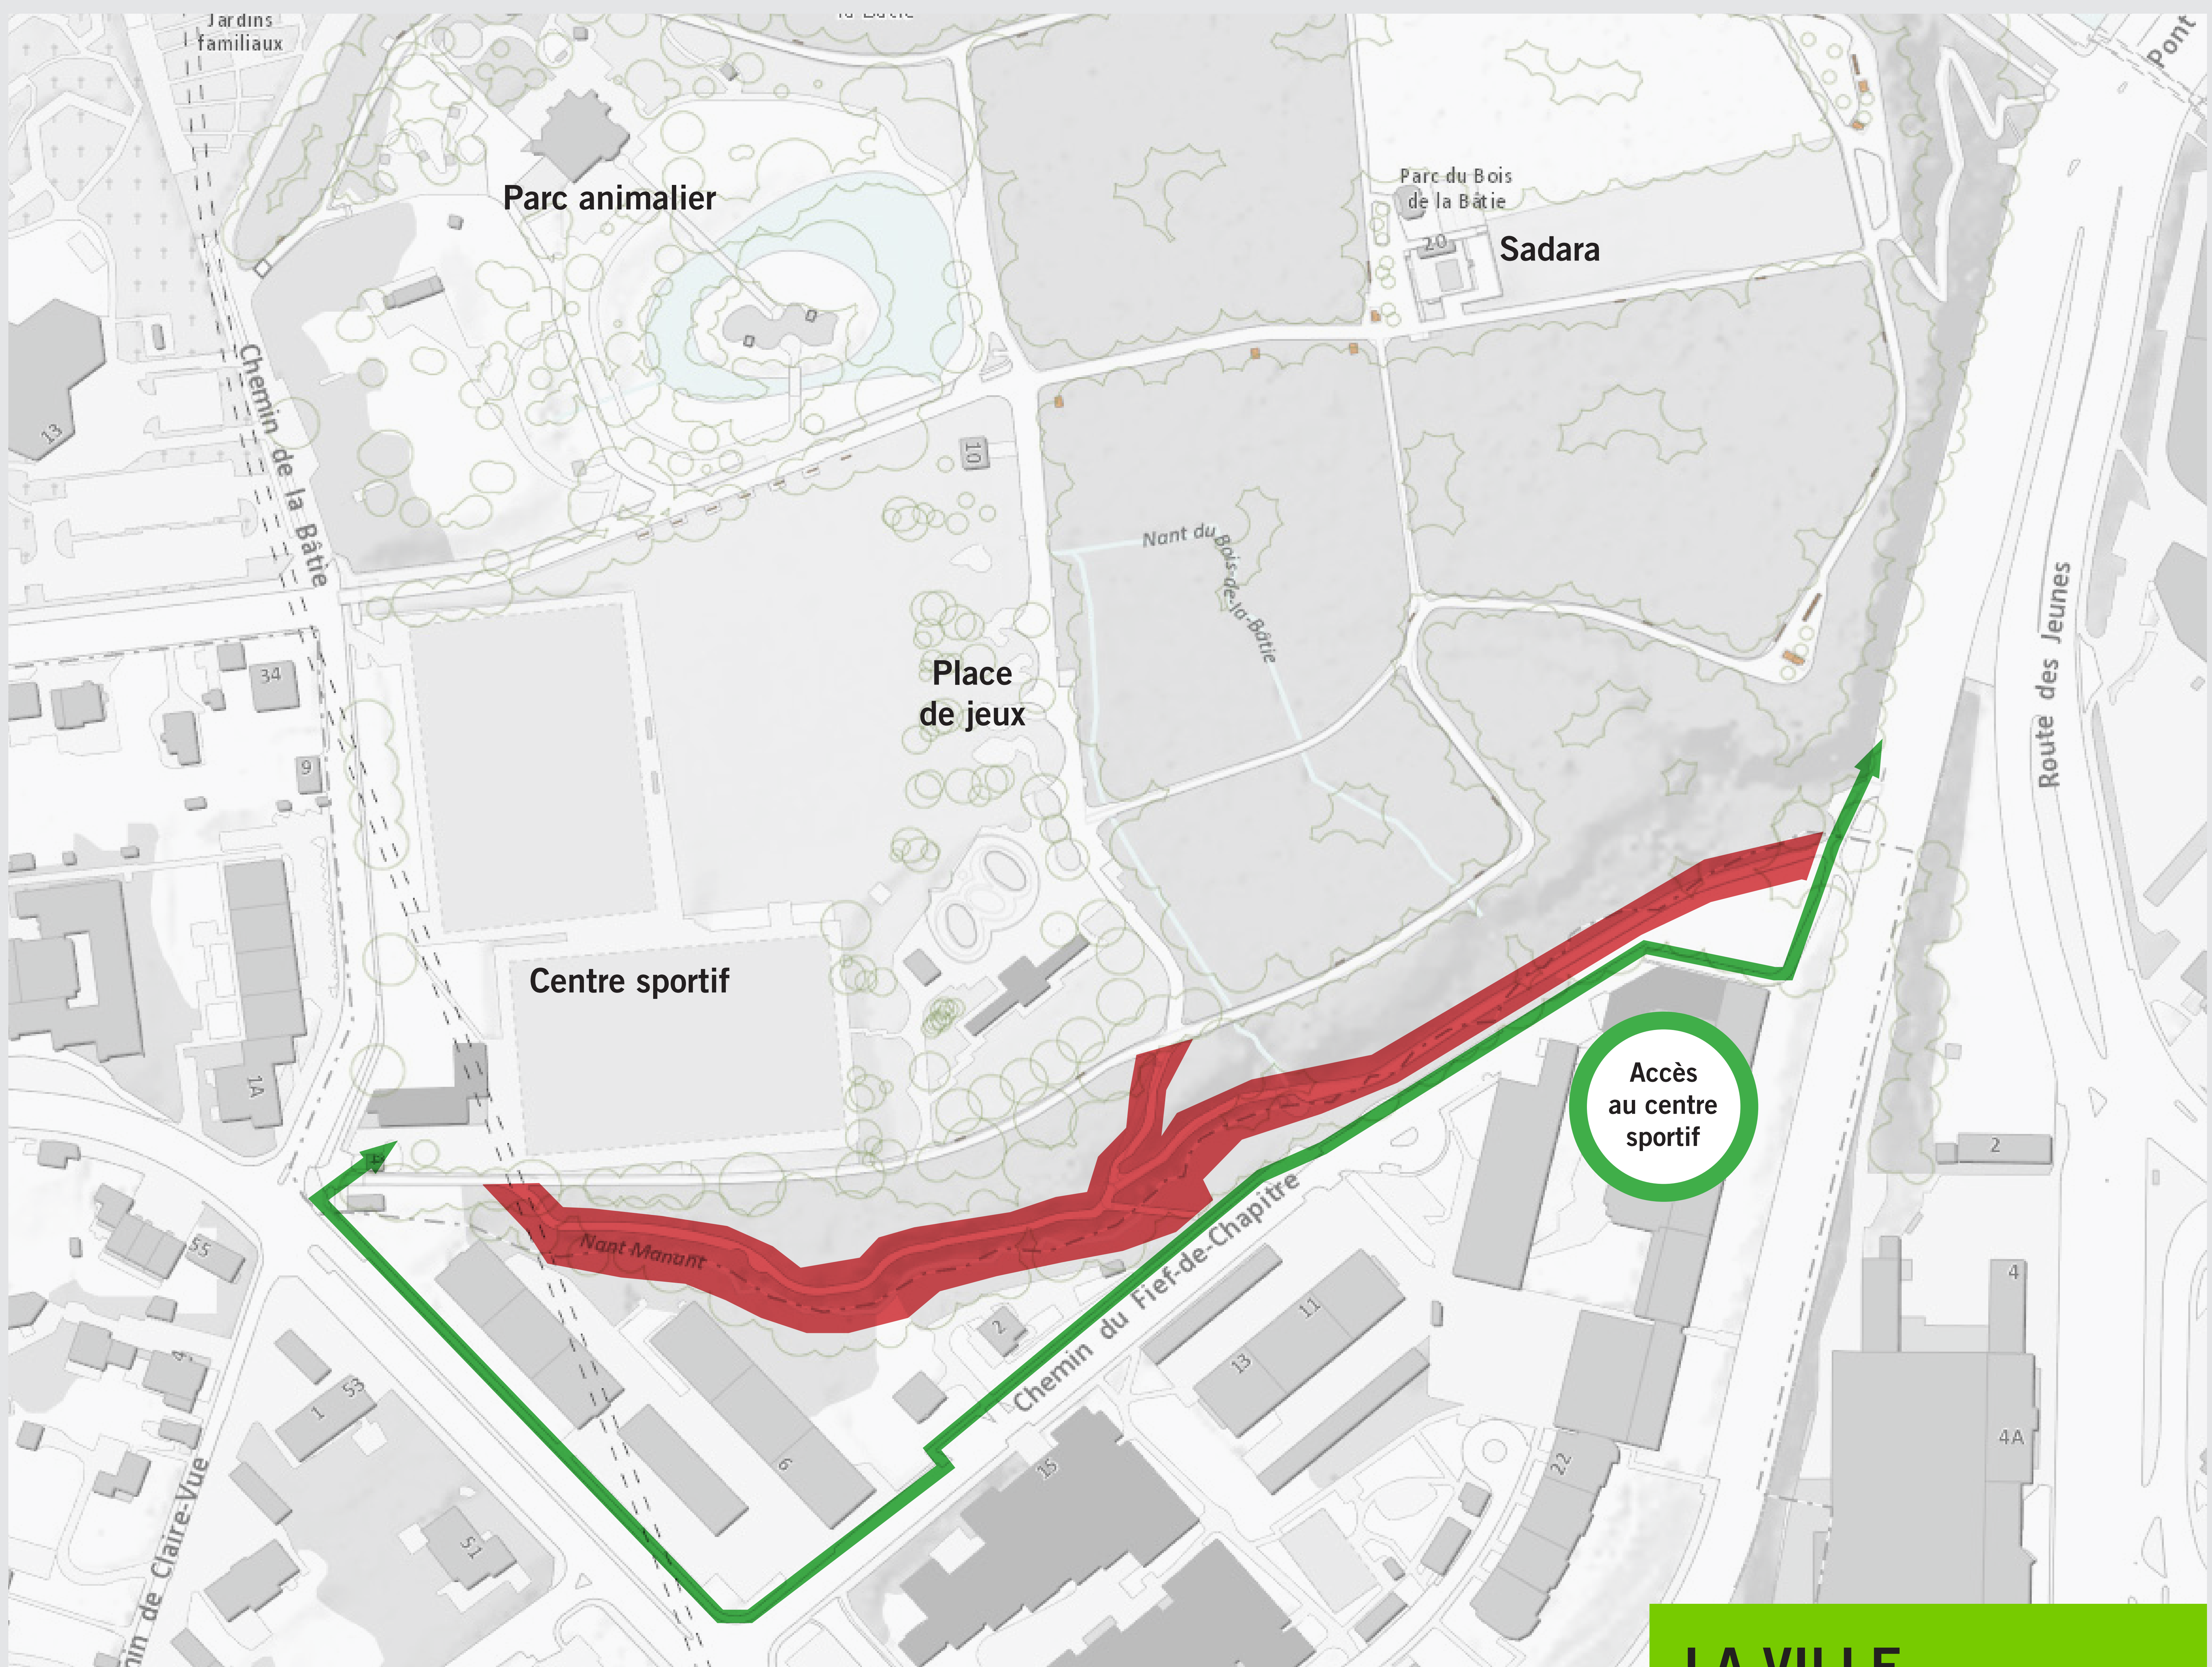 Jardins
familiaux
Pont
Parc animalier
Parc du Bois
de la Bâtie
20
Sadara
Chemin de la Bâtie
13
10
Nant du Bois-de-la-Bâtie
Route des Jeunes
34
Place
de jeux
9
Centre sportif
1A
Accès
au centre
sportif
2
Nant Manant
Chemin du Fief-de-Chapitre
55
4
4
2
11
13
53
1
4A
6
15
22
51
de Claire-Vue
LA VILLE